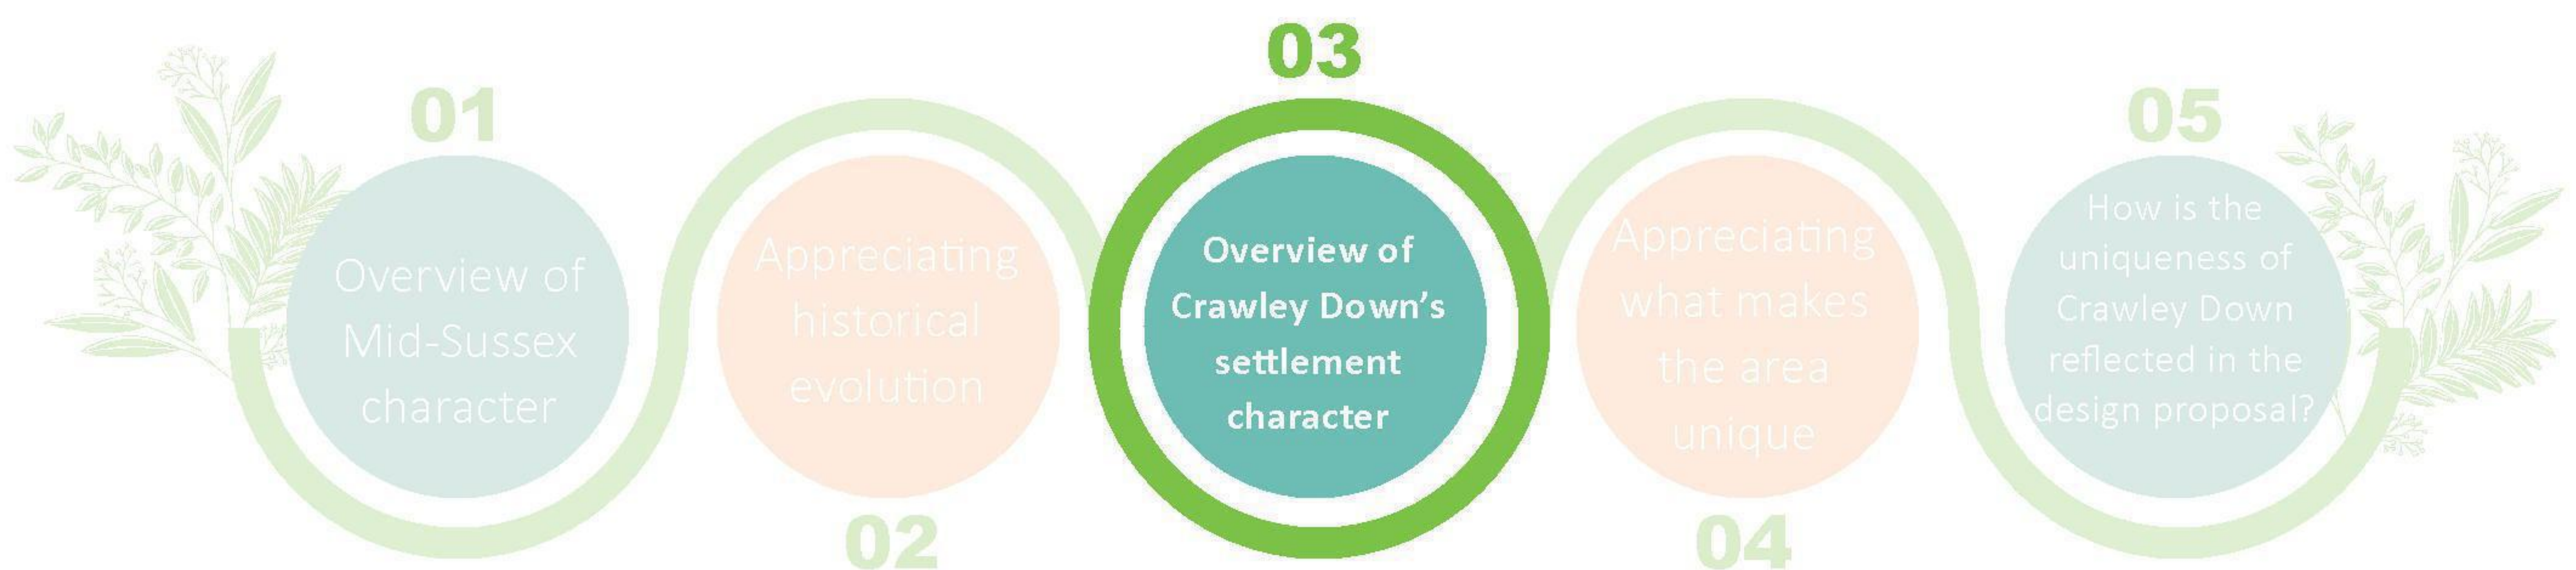 01
Overview of
Mid-Sussex
character
Appreciating
historical
evolution
02
03
Overview of
Crawley Down’s
settlement
character
Appreciating
what makes
the area
unique
04
05
How is the
uniqueness of
Crawley Down
reflected in the
design proposal?